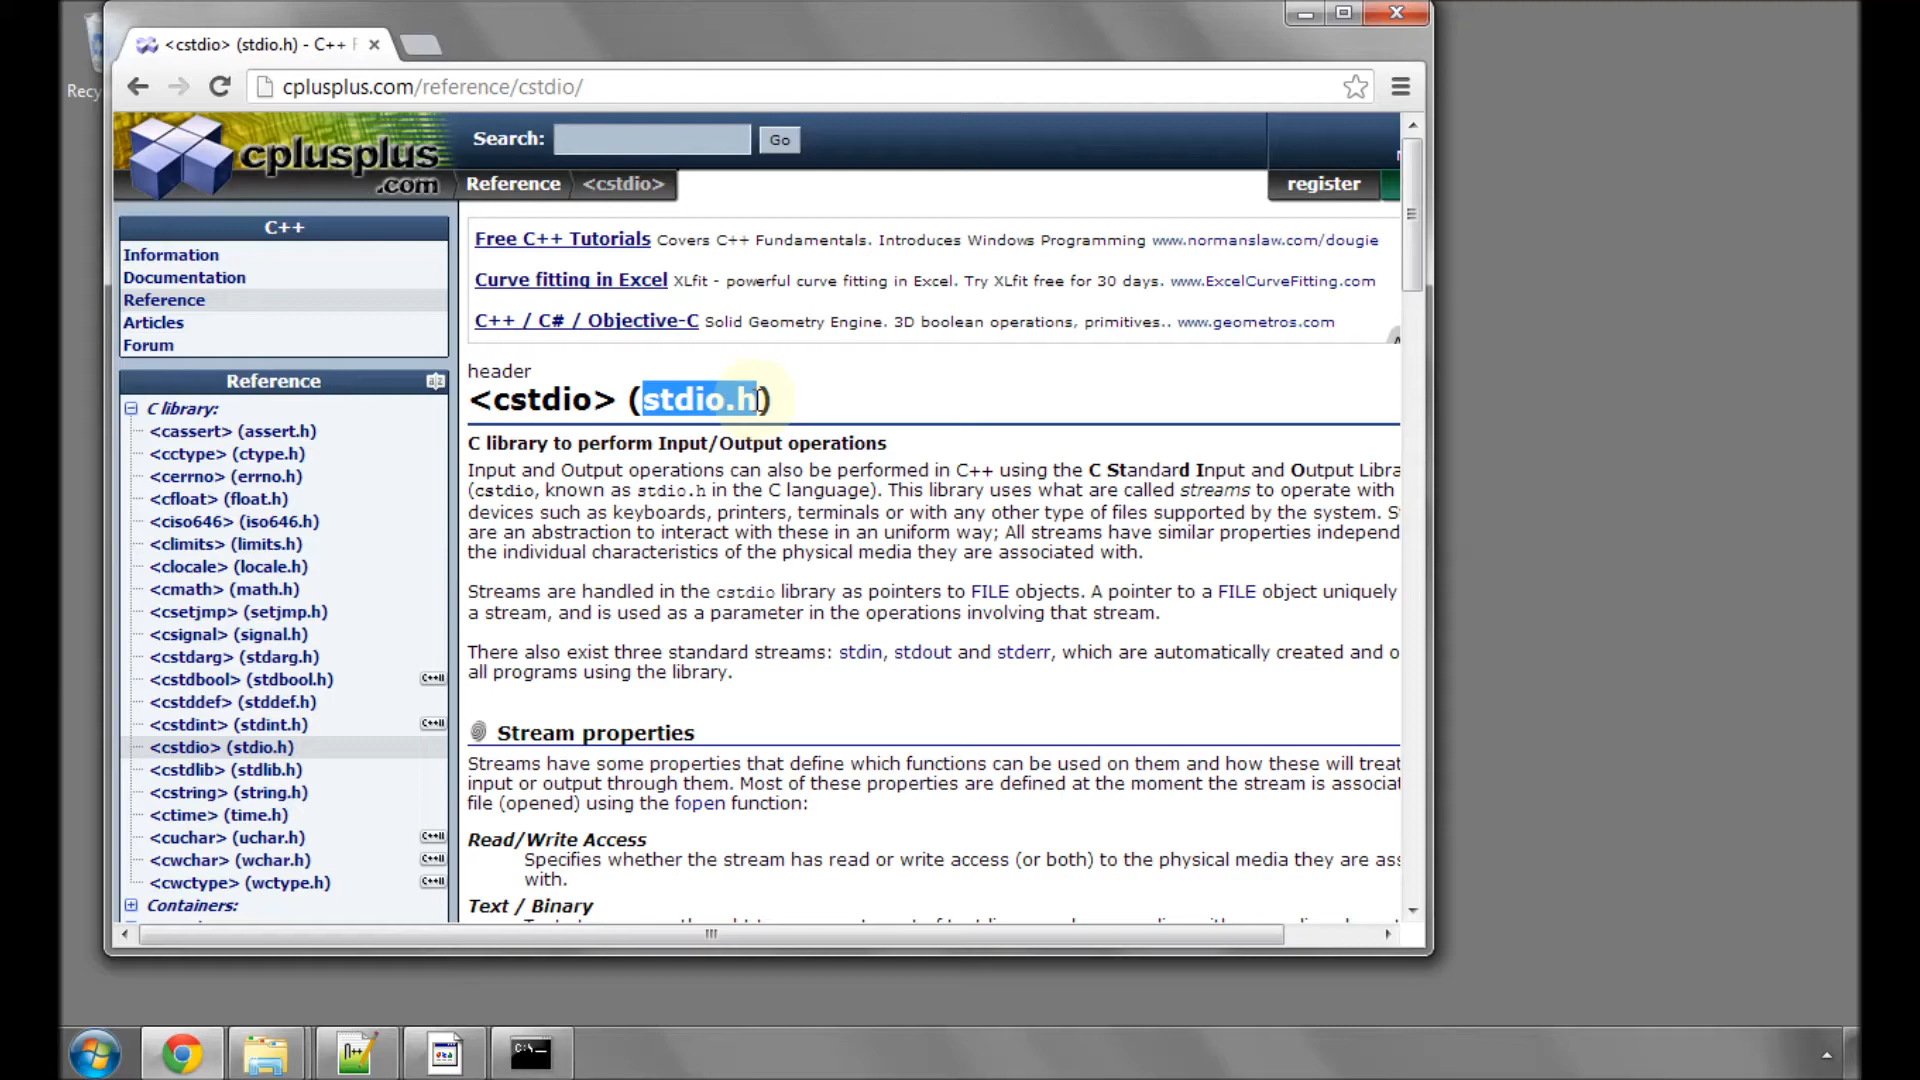 <cstdio> (stdio.h) - C++ F
Recy
cplusplus.com/reference/cstdio/
cplusplus
.com
Search:
Go
Reference
<cstdio>
register
C++
Information
Documentation
Reference
Articles
Forum
Reference
C library:
<cassert> (assert.h)
<cctype> (ctype.h)
<cerrno> (errno.h)
<cfloat> (float.h)
<ciso646> (iso646.h)
<climits> (limits.h)
<clocale> (locale.h)
<cmath> (math.h)
<csetjmp> (setjmp.h)
<csignal> (signal.h)
<cstdarg> (stdarg.h)
<cstdbool> (stdbool.h) C++11
<cstddef> (stddef.h)
<cstdint> (stdint.h) C++11
<cstdio> (stdio.h)
<cstdlib> (stdlib.h)
<cstring> (string.h)
<ctime> (time.h)
<cuchar> (uchar.h) C++11
<cwchar> (wchar.h) C++11
<cwctype> (wctype.h) C++11
Containers:
Free C++ Tutorials Covers C++ Fundamentals. Introduces Windows Programming www.normanslaw.com/dougie
Curve fitting in Excel XLfit - powerful curve fitting in Excel. Try XLfit free for 30 days. www.ExcelCurveFitting.com
C++ / C# / Objective-C Solid Geometry Engine. 3D boolean operations, primitives.. www.geometros.com
header
<cstdio> (stdio.h)
C library to perform Input/Output operations
Input and Output operations can also be performed in C++ using the C Standard Input and Output Libra
(cstdio, known as stdio.h in the C language). This library uses what are called streams to operate with
devices such as keyboards, printers, terminals or with any other type of files supported by the system. S
are an abstraction to interact with these in an uniform way; All streams have similar properties independ
the individual characteristics of the physical media they are associated with.
Streams are handled in the cstdio library as pointers to FILE objects. A pointer to a FILE object uniquely
a stream, and is used as a parameter in the operations involving that stream.
There also exist three standard streams: stdin, stdout and stderr, which are automatically created and o
all programs using the library.
Stream properties
Streams have some properties that define which functions can be used on them and how these will treat
input or output through them. Most of these properties are defined at the moment the stream is associat
file (opened) using the fopen function:
Read/Write Access
Specifies whether the stream has read or write access (or both) to the physical media they are ass
with.
Text / Binary